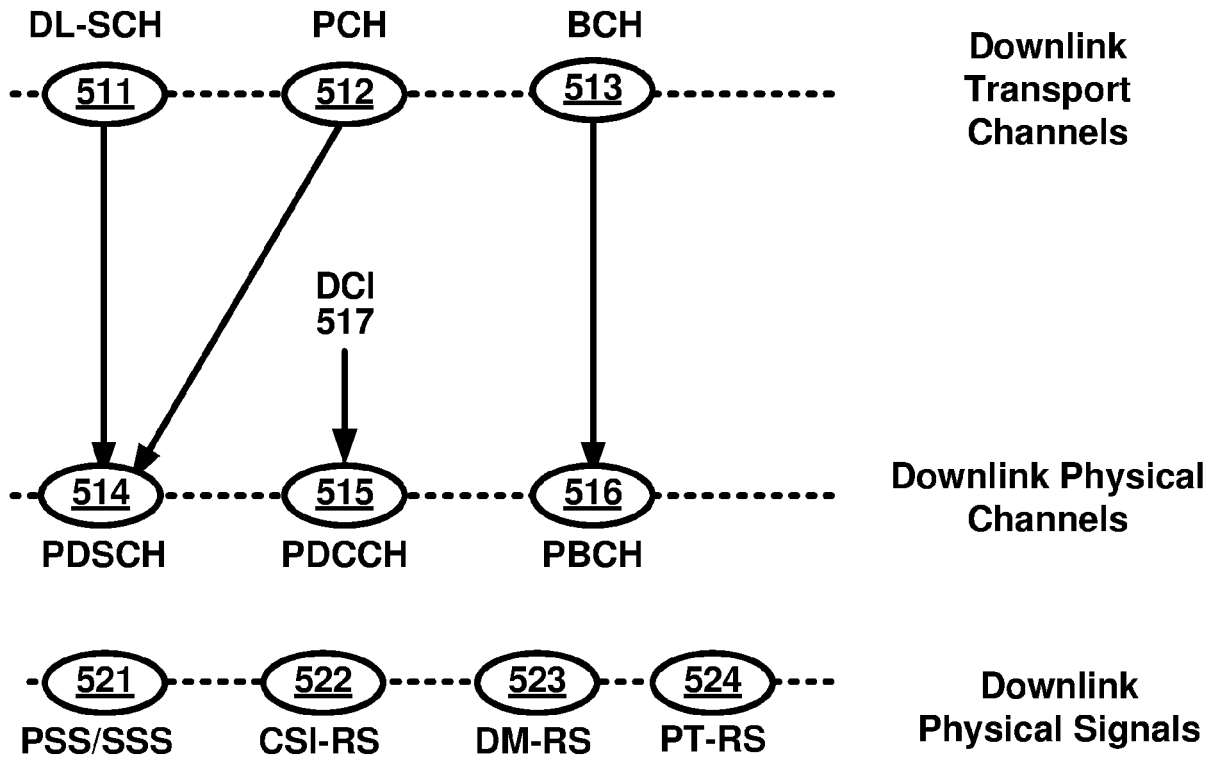 DL-SCH PCH BCH
511 512 513
Downlink
Transport
Channels
DCI
517
514 515 516
PDSCH PDCCH PBCH
Downlink Physical
Channels
521 522 523 524
PSS/SSS CSI-RS DM-RS PT-RS
Downlink
Physical Signals